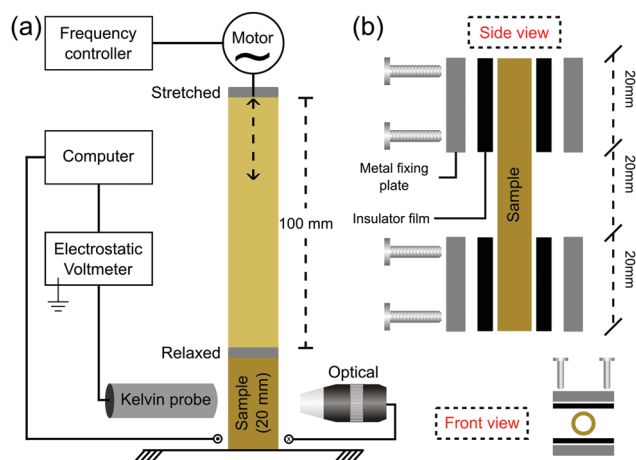 (a)
Frequency
controller
Motor
Stretched
Computer
Electrostatic
Voltmeter
100 mm
Relaxed
Kelvin probe
Sample
(20 mm)
Optical
(b)
Side view
20mm
20mm
20mm
Metal fixing
plate
Insulator film
Sample
Front view